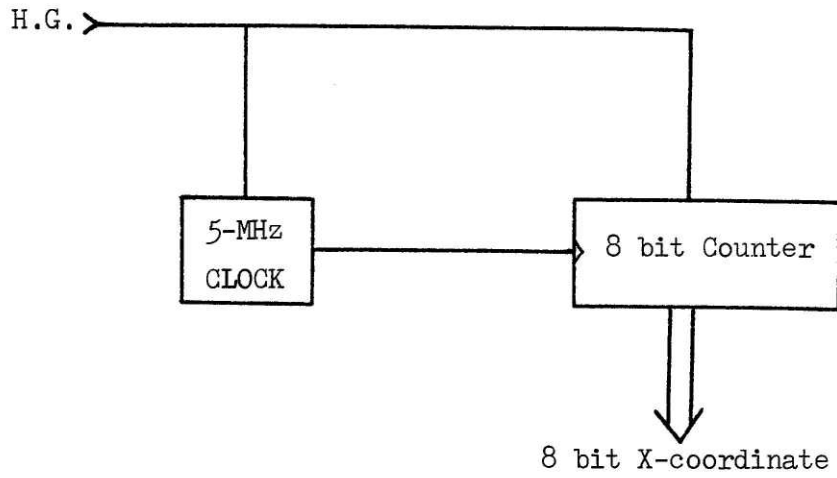 H.G.
5-MHz
CLOCK
8 bit Counter
8 bit X-coordinate